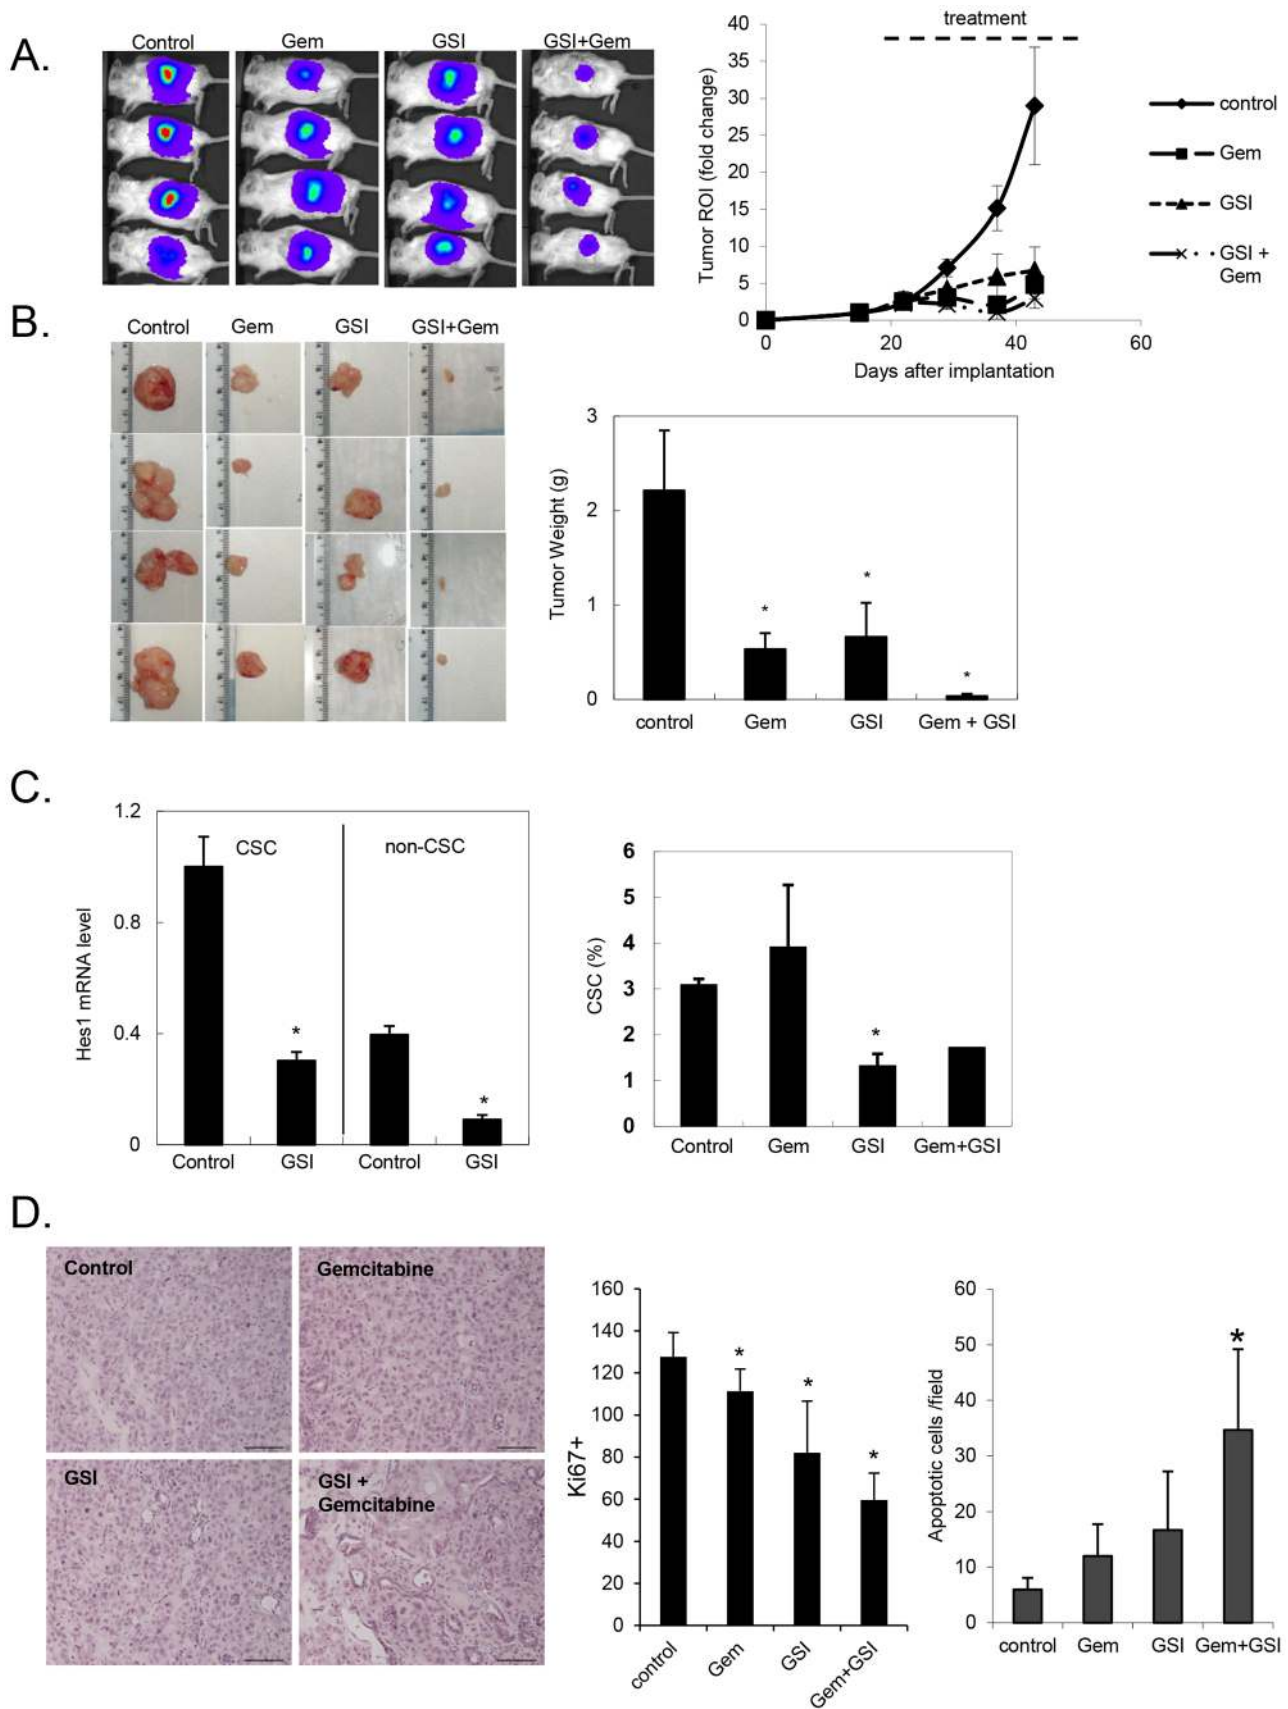 A.
Control Gem GSI GSI+Gem
treatment
40
35
30
25
20
15
10
5
0
Tumor ROI (fold change)
0 20 40 60
Days after implantation
control
Gem
GSI
GSI +
Gem
B.
Control Gem GSI GSI+Gem
3
2
1
0
Tumor Weight (g)
* * *
control Gem GSI Gem + GSI
C.
1.2
0.8
0.4
0
Hes1 mRNA level
CSC non-CSC
* *
Control GSI Control GSI
6
5
4
3
2
1
0
CSC (%)
*
Control Gem GSI Gem+GSI
D.
Control Gemcitabine
GSI GSI +
Gemcitabine
160
140
120
100
80
60
40
20
0
Ki67+
* * *
control Gem GSI Gem+GSI
60
50
40
30
20
10
0
Apoptotic cells /field
*
control Gem GSI Gem+GSI